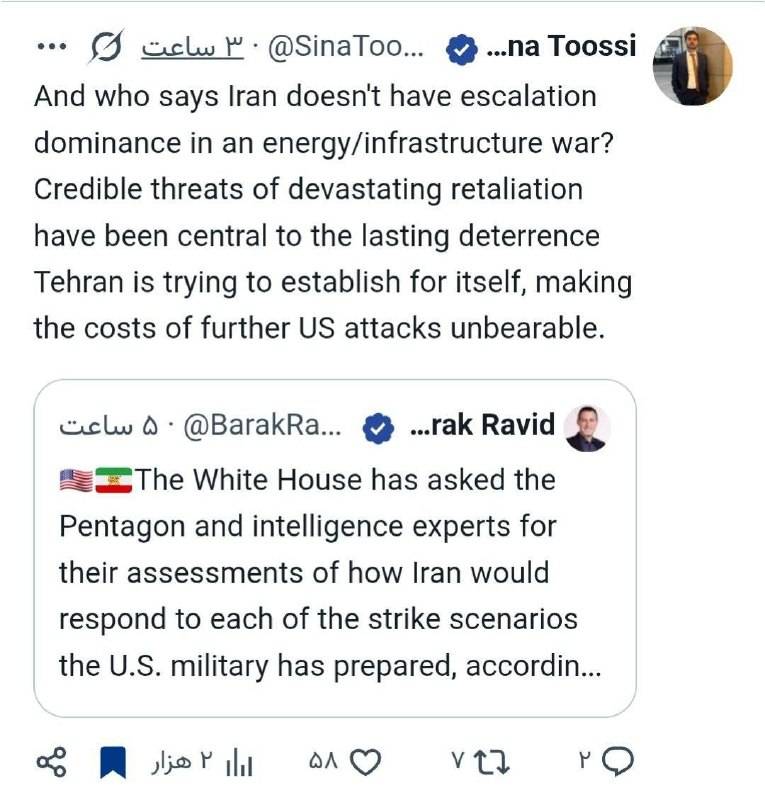 ...na Toossi @SinaToo... · ۳ ساعت
And who says Iran doesn't have escalation
dominance in an energy/infrastructure war?
Credible threats of devastating retaliation
have been central to the lasting deterrence
Tehran is trying to establish for itself, making
the costs of further US attacks unbearable.
...rak Ravid @BarakRa... · ۵ ساعت
🇺🇸🇮🇷The White House has asked the
Pentagon and intelligence experts for
their assessments of how Iran would
respond to each of the strike scenarios
the U.S. military has prepared, accordin...
۲ ۷ ۵۸ ۲ هزار